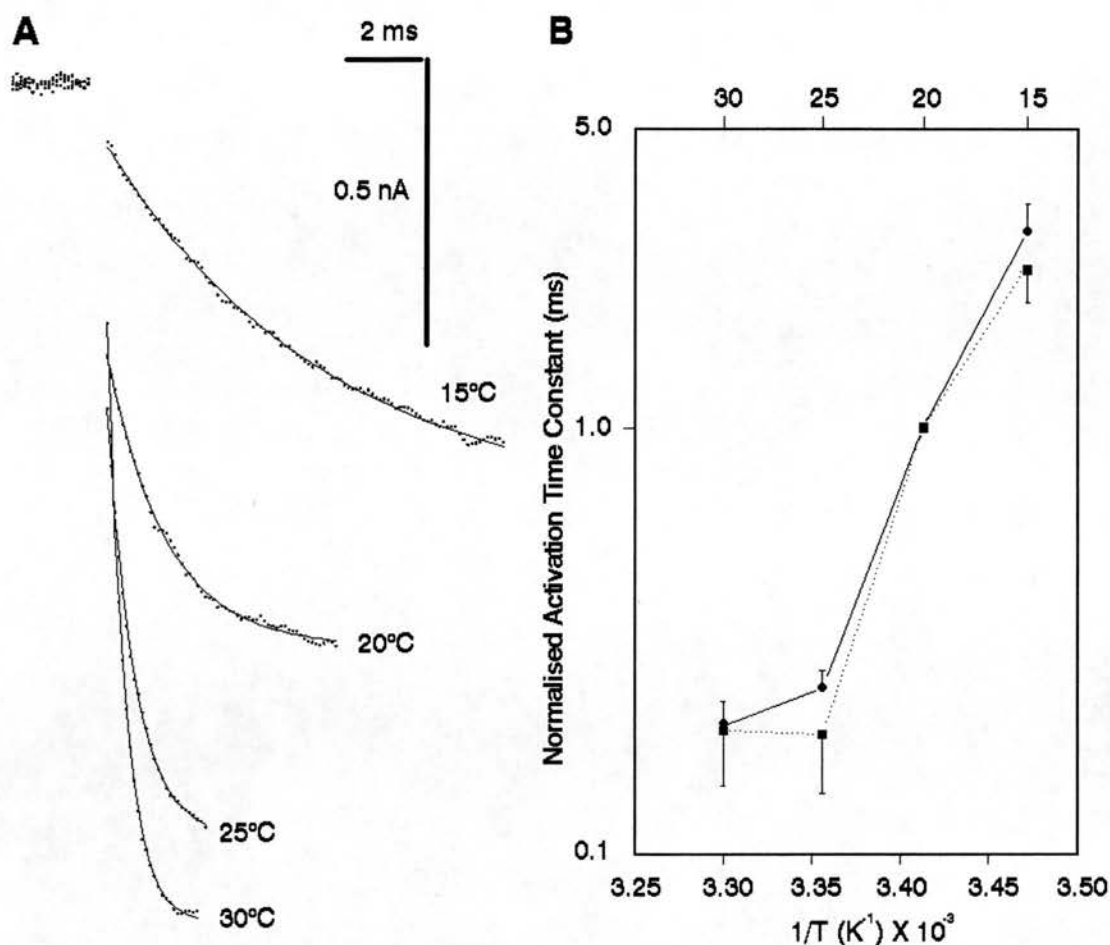 A
2 ms
0.5 nA
15ºC
20ºC
25ºC
30ºC
B
30 25 20 15
5.0
1.0
0.1
Normalised Activation Time Constant (ms)
3.25 3.30 3.35 3.40 3.45 3.50
1/T (K⁻¹) X 10⁻³